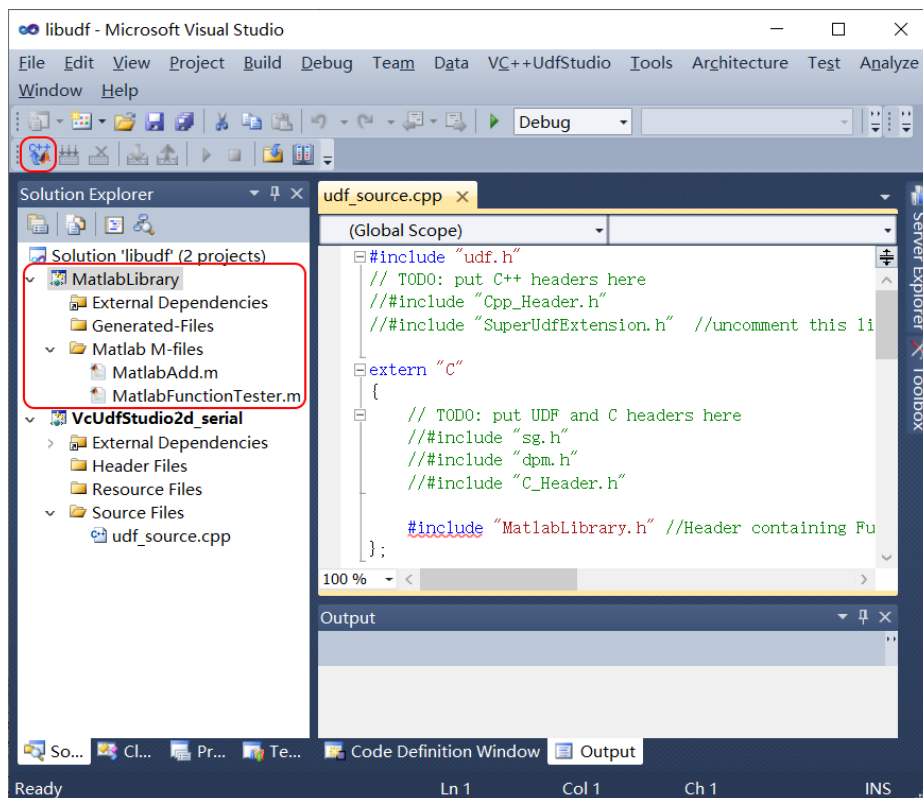 libudf - Microsoft Visual Studio
File Edit View Project Build Debug Team Data VC++UdfStudio Tools Architecture Test Analyze
Window Help
Debug
Solution Explorer
udf_source.cpp
(Global Scope)
Solution 'libudf' (2 projects)
MatlabLibrary
External Dependencies
Generated-Files
Matlab M-files
MatlabAdd.m
MatlabFunctionTester.m
VcUdfStudio2d_serial
External Dependencies
Header Files
Resource Files
Source Files
udf_source.cpp
#include "udf.h"
// TODO: put C++ headers here
//#include "Cpp_Header.h"
//#include "SuperUdfExtension.h" //uncomment this li
extern "C"
{
// TODO: put UDF and C headers here
//#include "sg.h"
//#include "dpm.h"
//#include "C_Header.h"
#include "MatlabLibrary.h" //Header containing Fu
};
100 %
Output
Server Explorer
Toolbox
So... Cl... Pr... Te...
Code Definition Window Output
Ready Ln 1 Col 1 Ch 1 INS